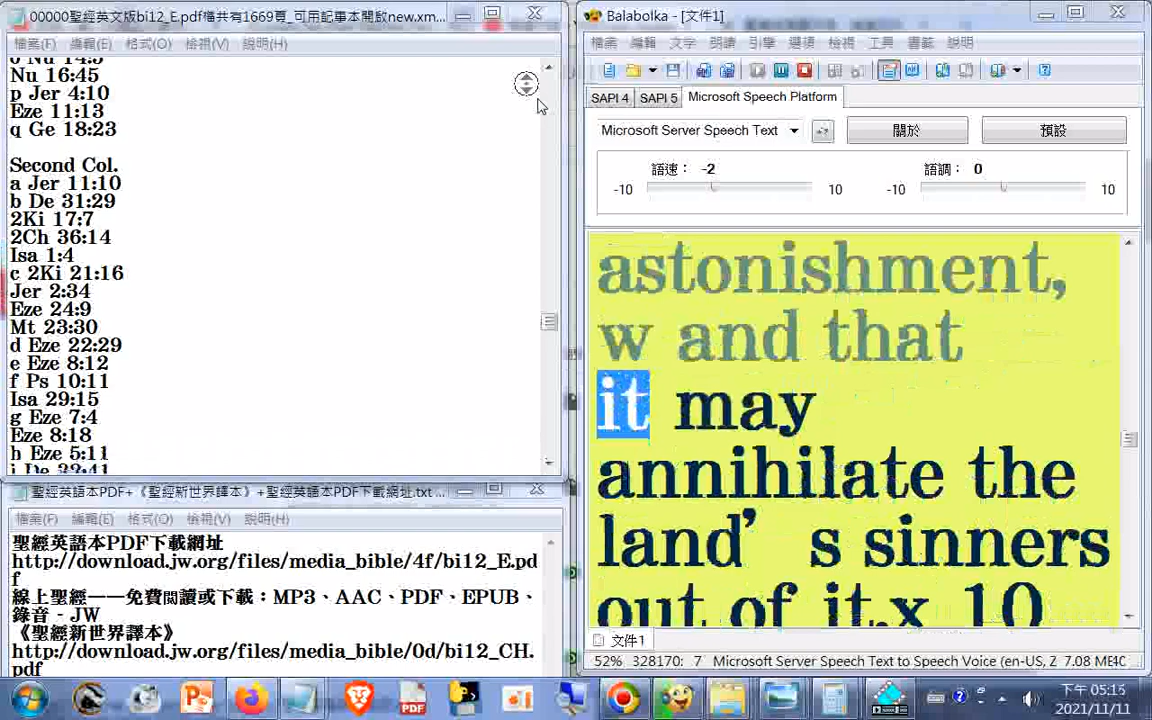 00000聖經英文版bi12_E.pdf檔共有1669頁_可用記事本開啟new.xm...
檔案(F) 編輯(E) 格式(O) 檢視(V) 說明(H)
Nu 16:45
p Jer 4:10
Eze 11:13
q Ge 18:23
Second Col.
a Jer 11:10
b De 31:29
2Ki 17:7
2Ch 36:14
Isa 1:4
c 2Ki 21:16
Jer 2:34
Eze 24:9
Mt 23:30
d Eze 22:29
e Eze 8:12
f Ps 10:11
Isa 29:15
g Eze 7:4
Eze 8:18
h Eze 5:11
i De 32:41
聖經英語本PDF+《聖經新世界譯本》+聖經英語本PDF下載網址.txt ...
檔案(F) 編輯(E) 格式(O) 檢視(V) 說明(H)
聖經英語本PDF下載網址
http://download.jw.org/files/media_bible/4f/bi12_E.pd
f
線上聖經——免費閱讀或下載：MP3、AAC、PDF、EPUB、
錄音 - JW
《聖經新世界譯本》
http://download.jw.org/files/media_bible/0d/bi12_CH.
pdf
Balabolka - [文件1]
檔案 編輯 文字 朗讀 引擎 選項 檢視 工具 書籤 說明
SAPI 4 SAPI 5 Microsoft Speech Platform
Microsoft Server Speech Text 關於 預設
語速： -2 語調： 0
-10 10 -10 10
astonishment,
w and that
it may
annihilate the
land’s sinners
out of it.x 10
文件1
52% 328170: 7 Microsoft Server Speech Text to Speech Voice (en-US, Z 7.08 ME
下午 05:15
2021/11/11